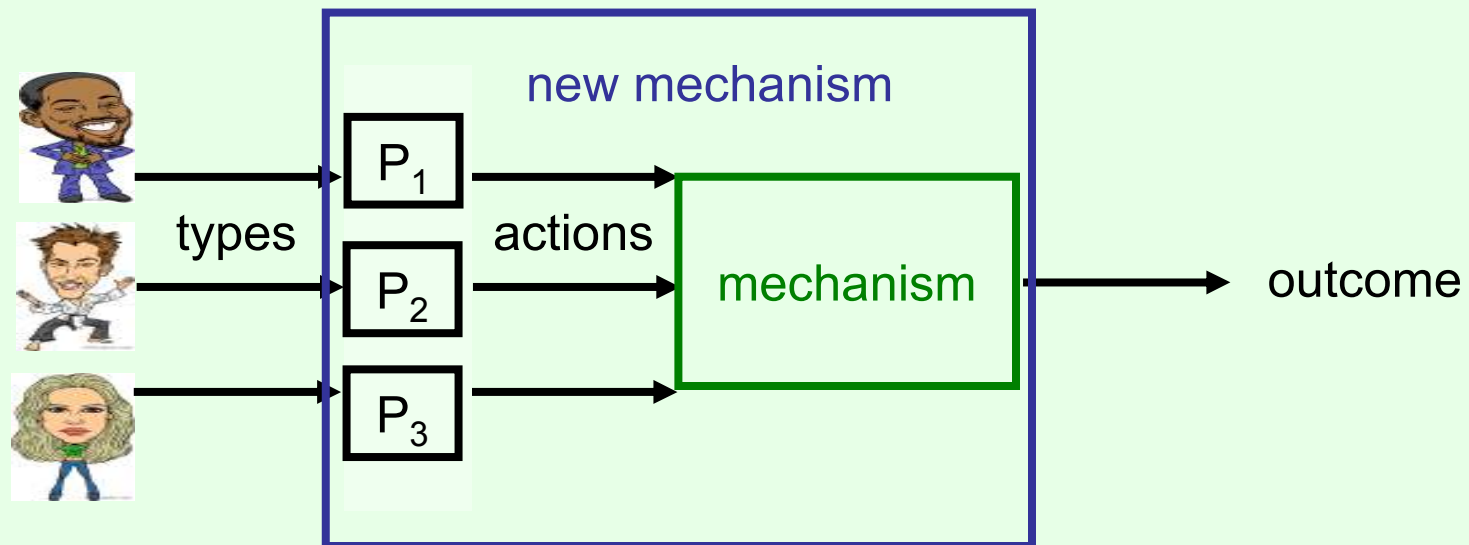 new mechanism
P1
types
actions
P2
mechanism
outcome
P3